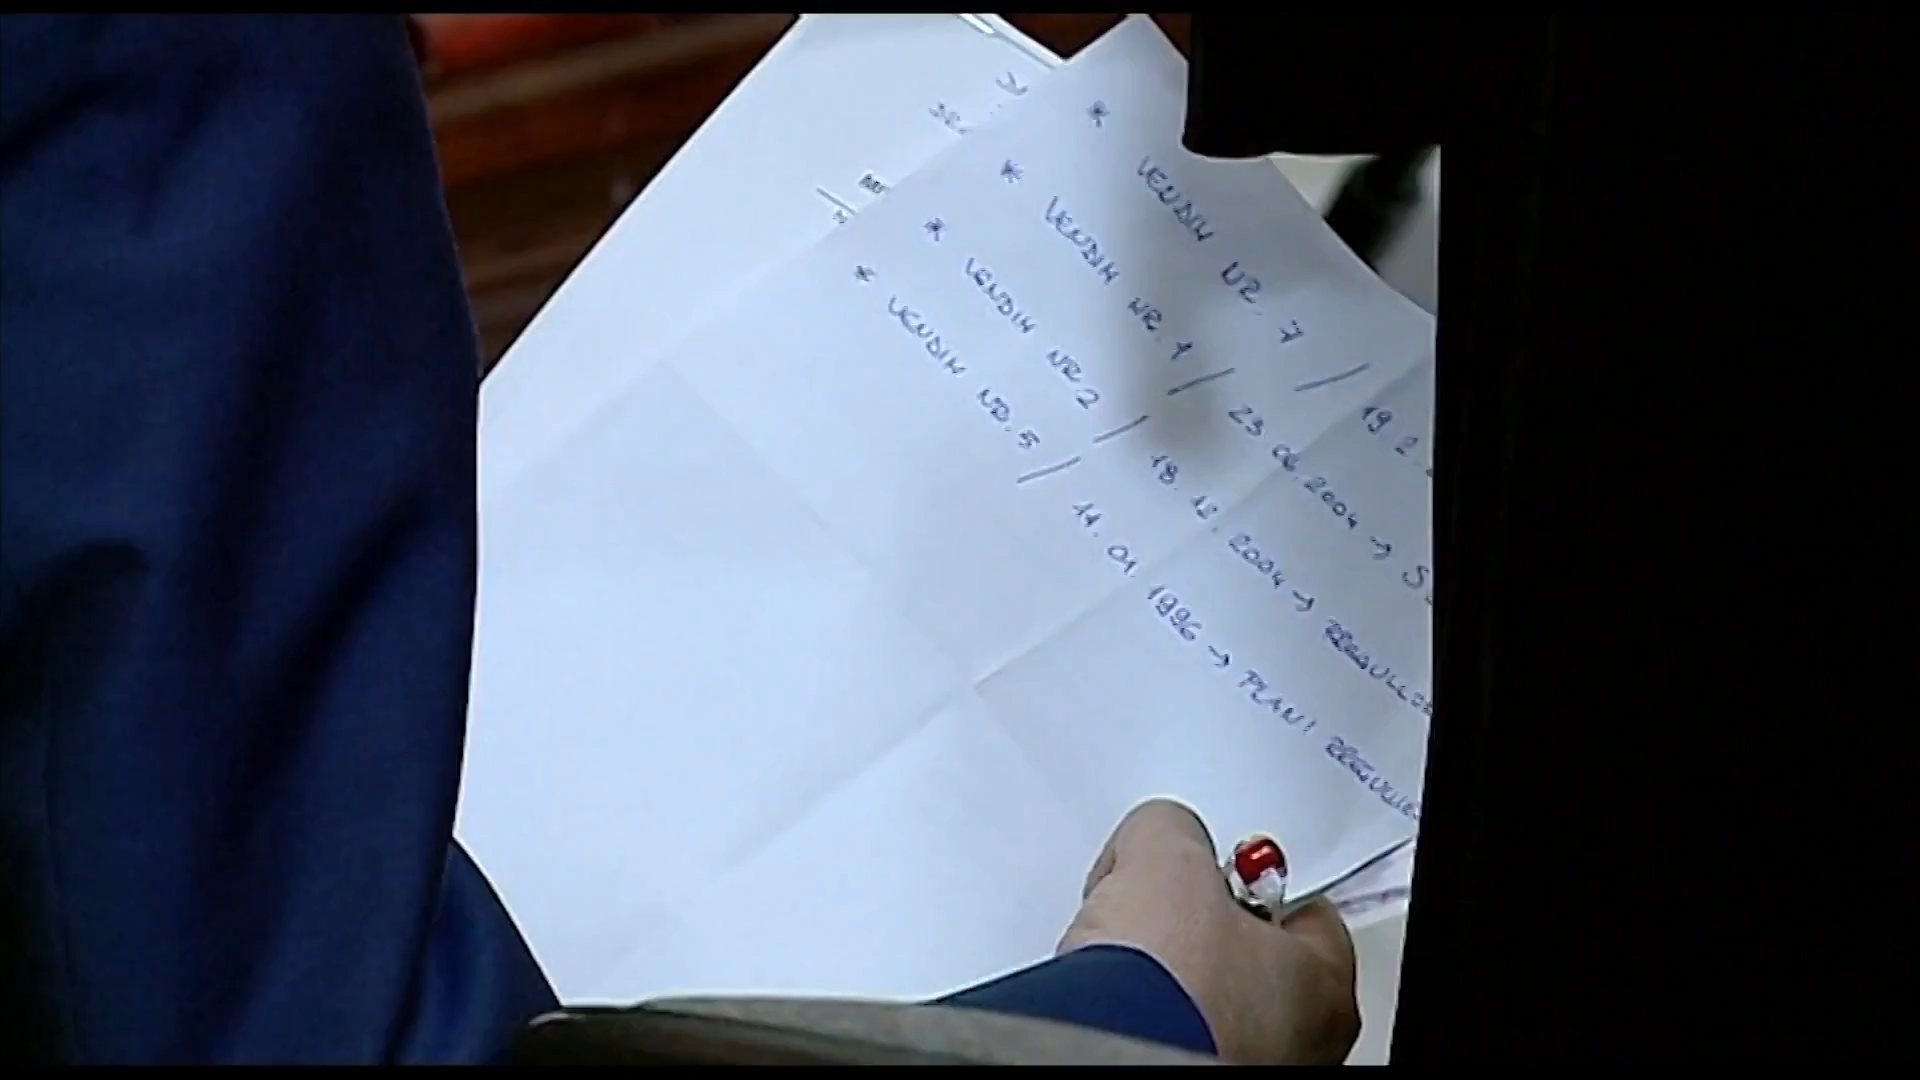 * VENDIM NR. 7 / 19.2.
* VENDIM NR. 1 / 23.06.2004 → S
* VENDIM NR. 2 / 18.12.2004 → RREGULLO
* VENDIM NR. 5 / 11.01.1996 → PLANI RREGULLE